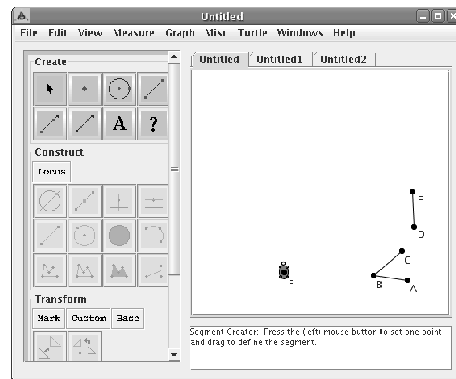 Untitled
File Edit View Measure Graph Misc Turtle Windows Help
Create
Untitled Untitled1 Untitled2
A ?
Construct
Locus
E
D
C
B A
Transform
Mark Custom Base
Segment Creator: Press the (left) mouse button to set one point
and drag to define the segment.